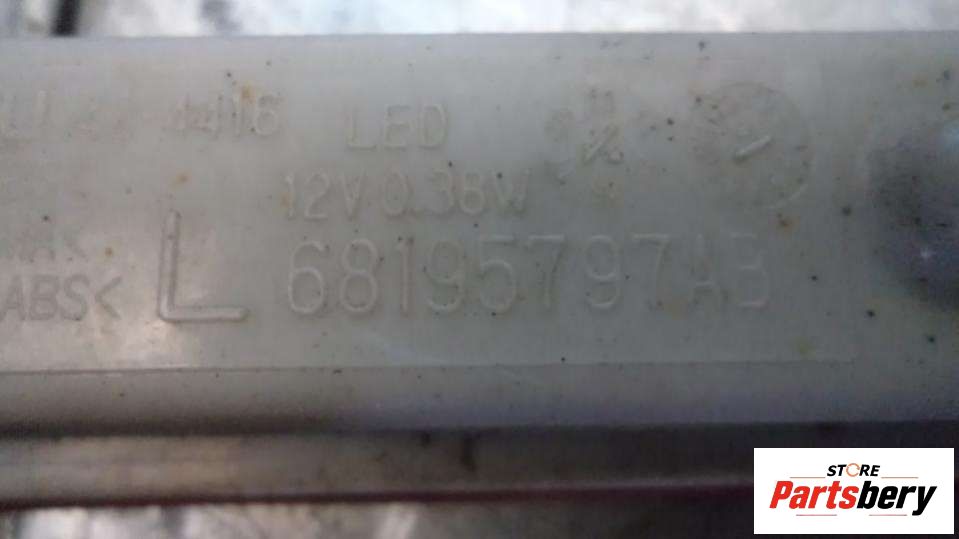 LED
12V 0.38W
L 68195797AB
ABS<
STORE
Partsbery